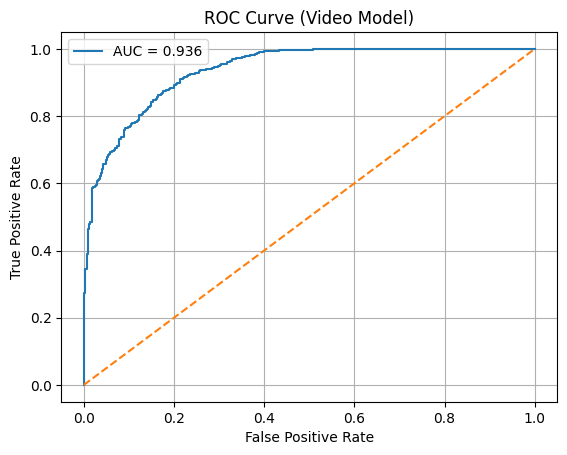 ROC Curve (Video Model)
AUC = 0.936
True Positive Rate
1.0
0.8
0.6
0.4
0.2
0.0
0.0 0.2 0.4 0.6 0.8 1.0
False Positive Rate